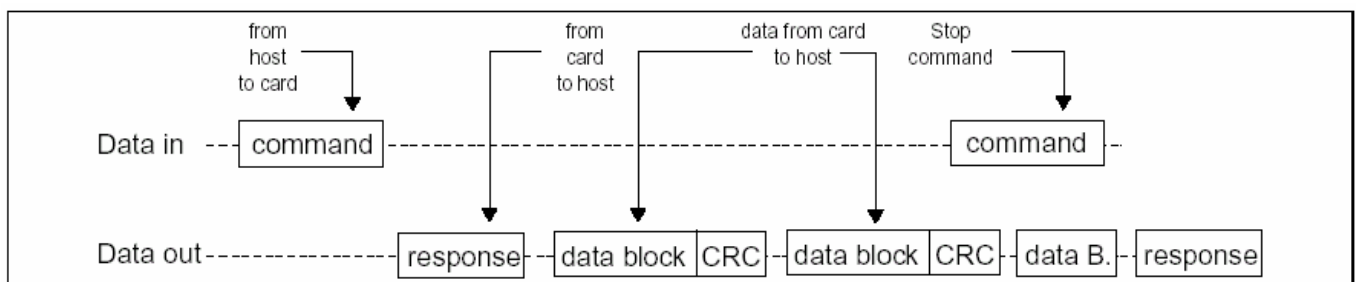 from
host
to card
from
card
to host
data from card
to host
Stop
command
Data in command command
Data out response data block CRC data block CRC data B. response